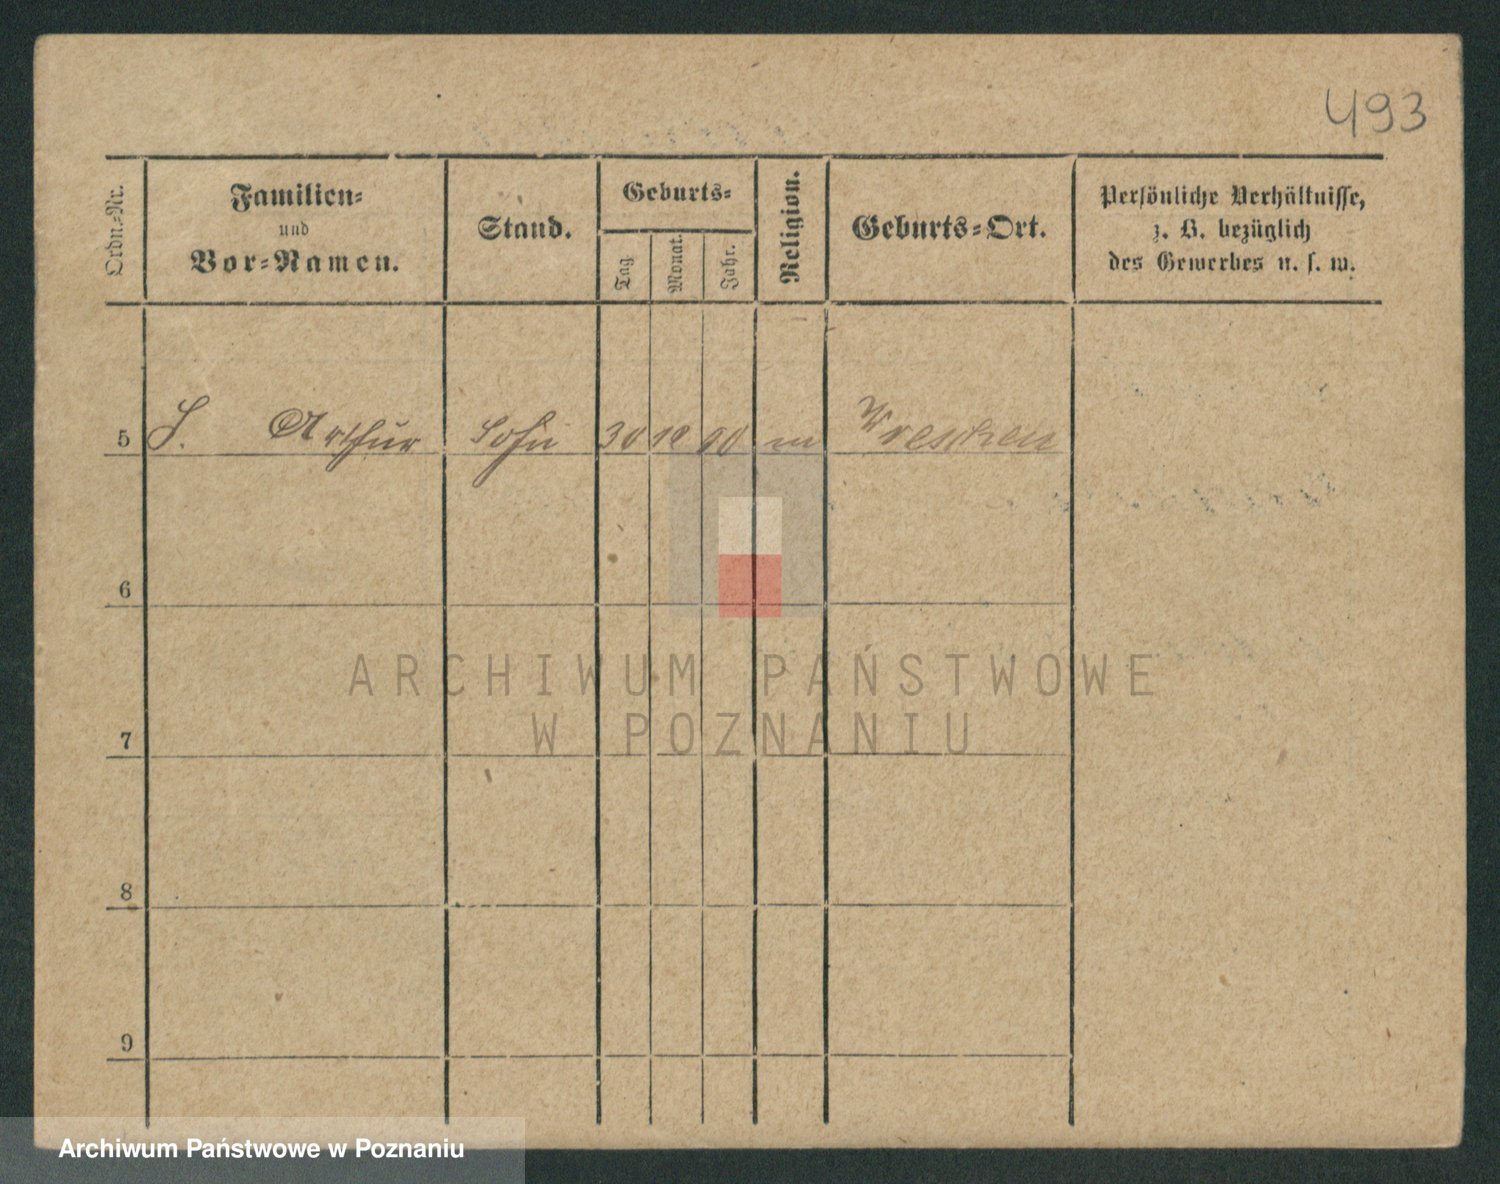 493
Ordn.-Nr.
Familien-
und
Vor-Namen.
Stand.
Geburts-
Tag.
Monat.
Jahr.
Religion.
Geburts-Ort.
Persönliche Verhältnisse,
z. B. bezüglich
des Gewerbes u. s. w.
5 S. Arthur Sohn 30 12 90 m Wreschen
6
ARCHIWUM PAŃSTWOWE
W POZNANIU
7
8
9
Archiwum Państwowe w Poznaniu